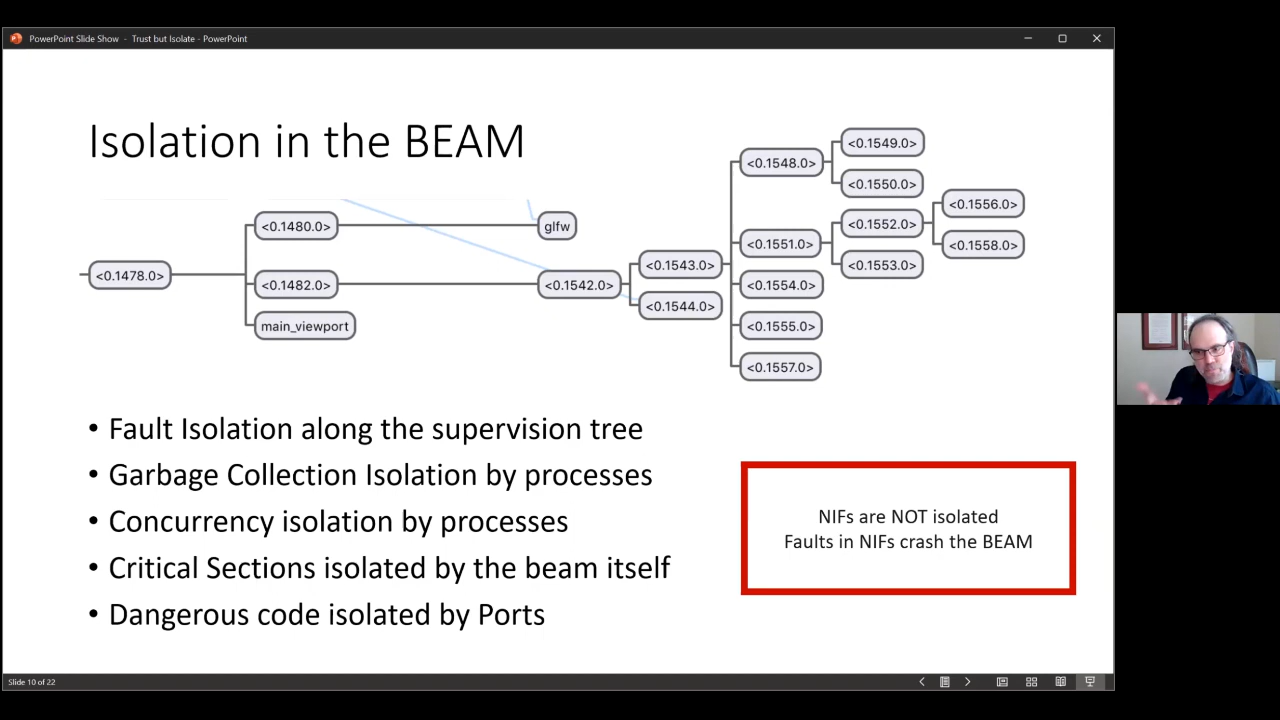 PowerPoint Slide Show - Trust but Isolate - PowerPoint
Isolation in the BEAM
<0.1478.0>
<0.1480.0>
<0.1482.0>
main_viewport
glfw
<0.1542.0>
<0.1543.0>
<0.1544.0>
<0.1548.0>
<0.1551.0>
<0.1554.0>
<0.1555.0>
<0.1557.0>
<0.1549.0>
<0.1550.0>
<0.1552.0>
<0.1553.0>
<0.1556.0>
<0.1558.0>
• Fault Isolation along the supervision tree
• Garbage Collection Isolation by processes
• Concurrency isolation by processes
• Critical Sections isolated by the beam itself
• Dangerous code isolated by Ports
NIFs are NOT isolated
Faults in NIFs crash the BEAM
Slide 10 of 22